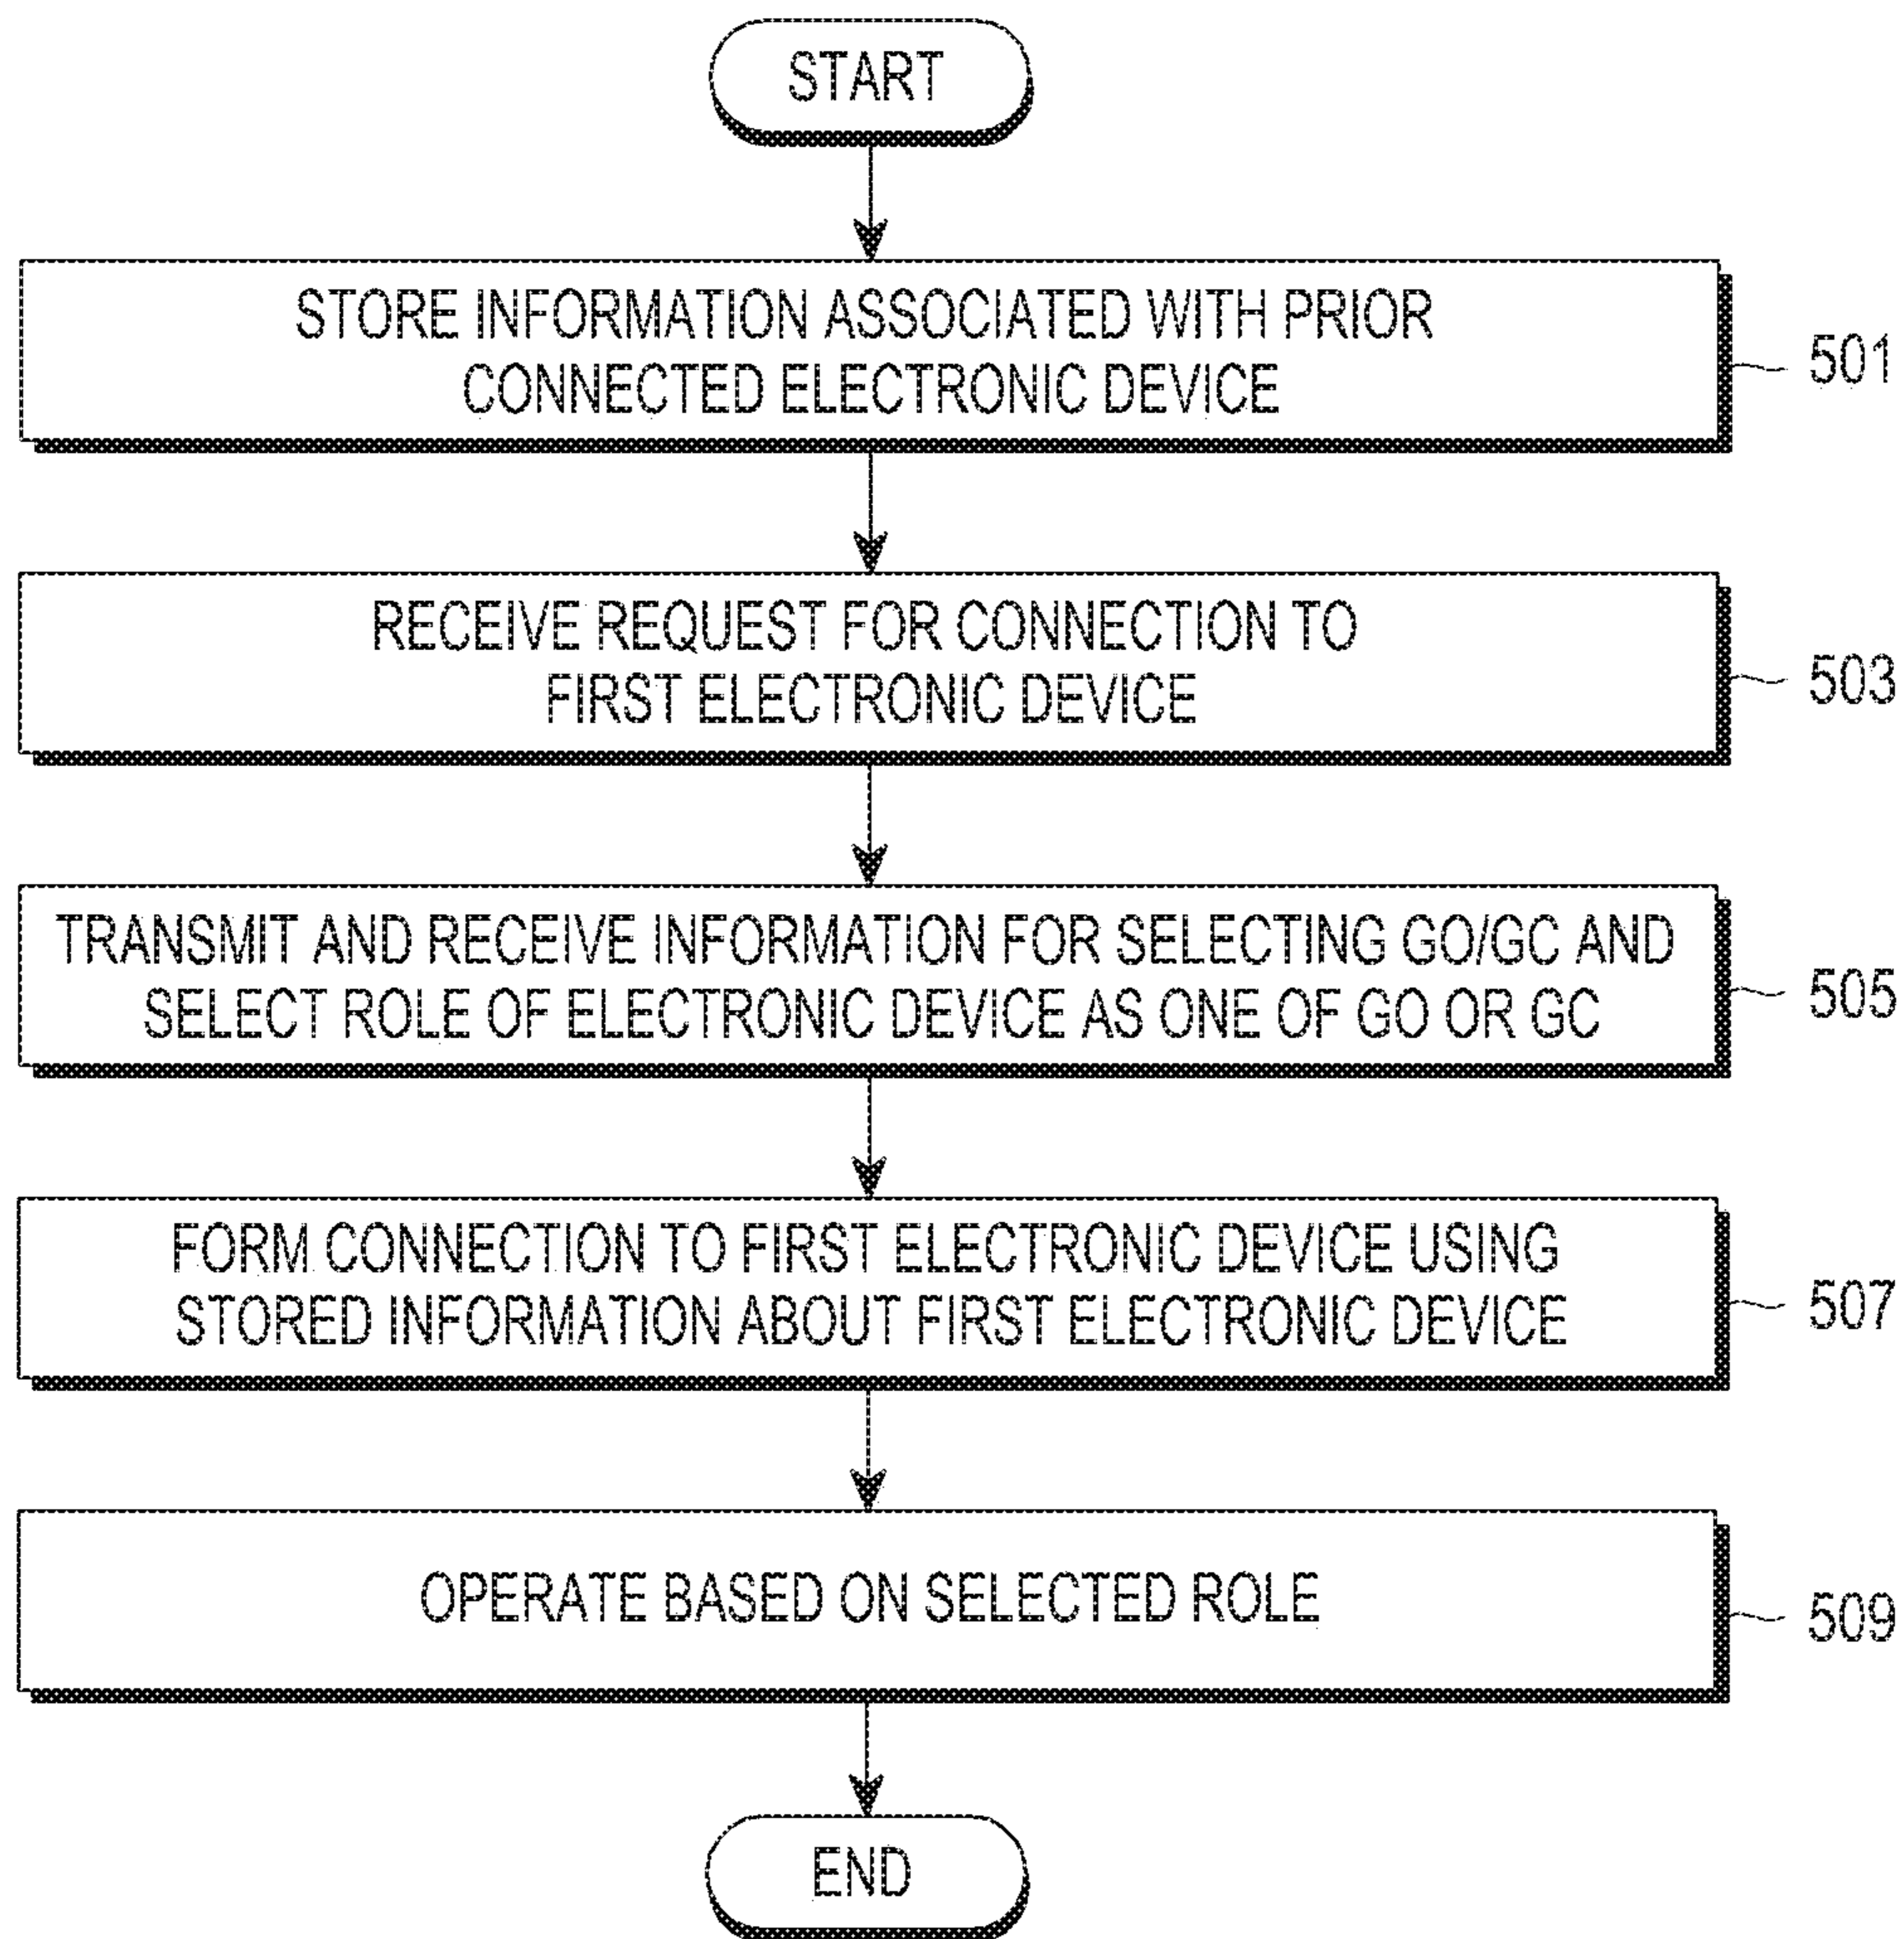 START
STORE INFORMATION ASSOCIATED WITH PRIOR
CONNECTED ELECTRONIC DEVICE
501
RECEIVE REQUEST FOR CONNECTION TO
FIRST ELECTRONIC DEVICE
503
TRANSMIT AND RECEIVE INFORMATION FOR SELECTING GO/GC AND
SELECT ROLE OF ELECTRONIC DEVICE AS ONE OF GO OR GC
505
FORM CONNECTION TO FIRST ELECTRONIC DEVICE USING
STORED INFORMATION ABOUT FIRST ELECTRONIC DEVICE
507
OPERATE BASED ON SELECTED ROLE
509
END